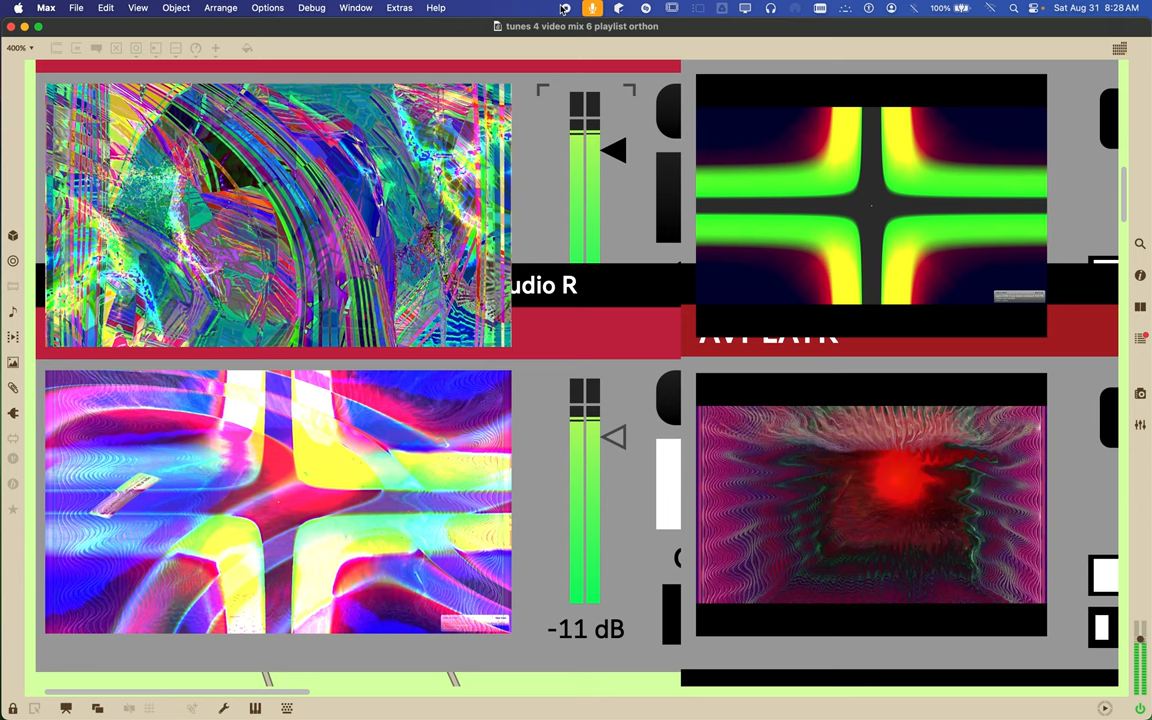 Max File Edit View Object Arrange Options Debug Window Extras Help
100% Sat Aug 31 8:28 AM
tunes 4 video mix 6 playlist orthon
400%
udio R
-11 dB